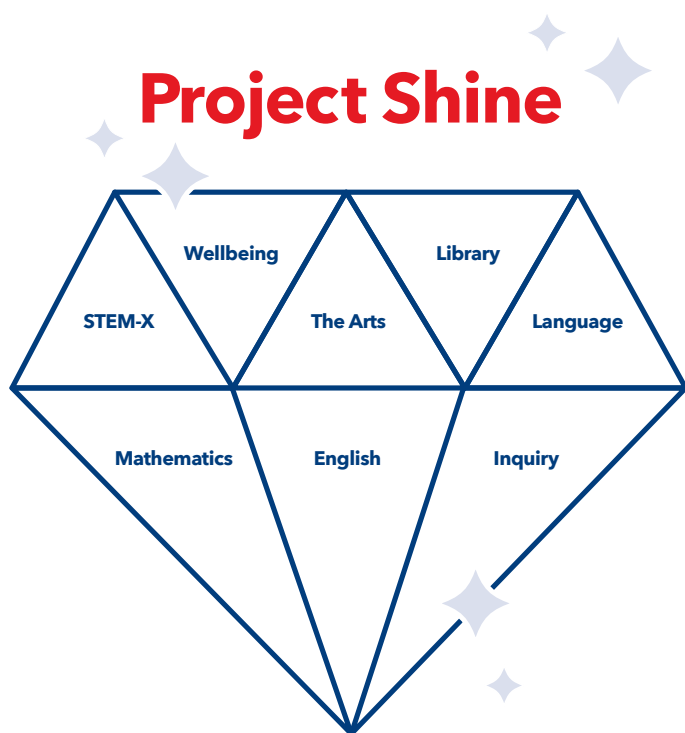 Project Shine
Wellbeing
Library
STEM-X
The Arts
Language
Mathematics
English
Inquiry